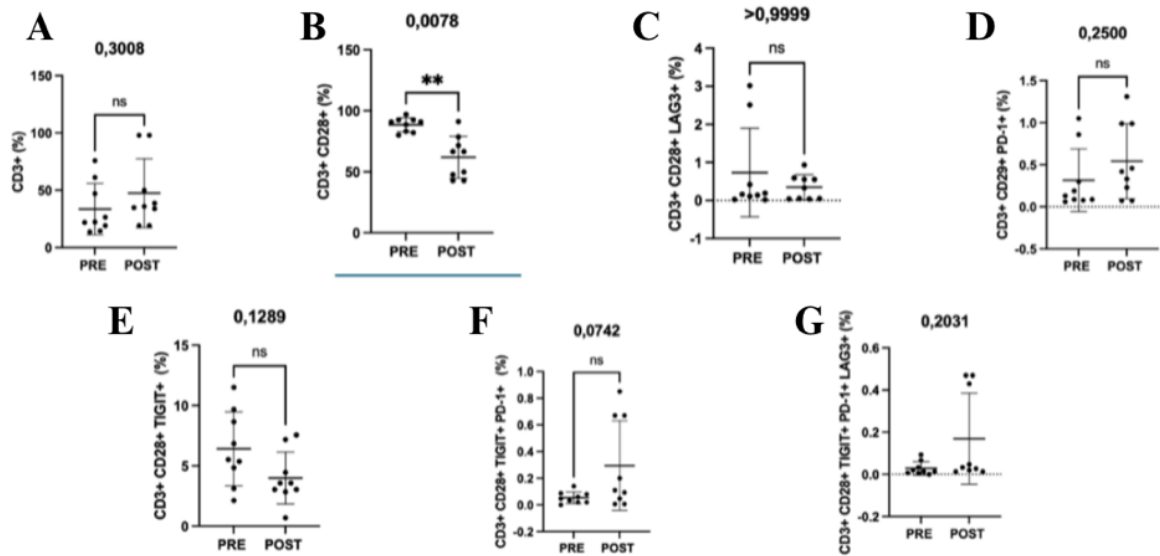 A
0,3008
ns
CD3+ (%)
150
100
50
0
PRE POST
B
0,0078
**
CD3+ CD28+ (%)
150
100
50
0
PRE POST
C
>0,9999
ns
CD3+ CD28+ LAG3+ (%)
4
3
2
1
0
-1
PRE POST
D
0,2500
ns
CD3+ CD29+ PD-1+ (%)
1.5
1.0
0.5
0.0
-0.5
PRE POST
E
0,1289
ns
CD3+ CD28+ TIGIT+ (%)
15
10
5
0
PRE POST
F
0,0742
ns
CD3+ CD28+ TIGIT+ PD-1+ (%)
1.0
0.8
0.6
0.4
0.2
0.0
-0.2
PRE POST
G
0,2031
CD3+ CD28+ TIGIT+ PD-1+ LAG3+ (%)
0.6
0.4
0.2
0.0
-0.2
PRE POST